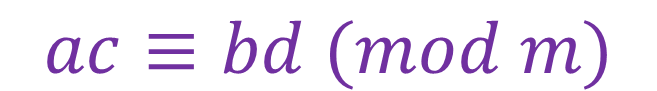 ac ≡ bd (mod m)